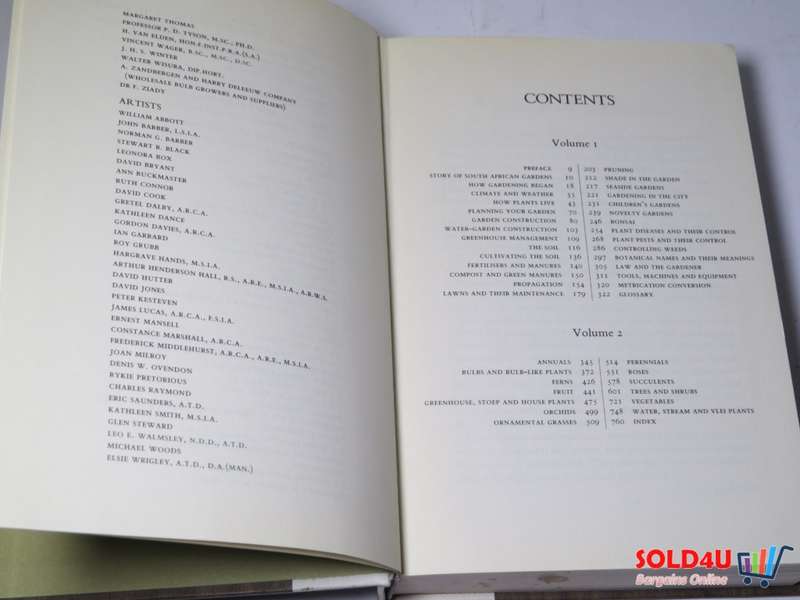 MARGARET THOMAS
PROFESSOR P. D. TYSON, M.SC., PH.D.
H. VAN ELDEN, HON.F.INST.P.R.A.(S.A.)
VINCENT WAGER, B.SC., M.SC., D.SC.
J. H. S. WINTER
WALTER WISURA, DIP.HORT.
A. ZANDBERGEN AND HARRY DELEEUW COMPANY
(WHOLESALE BULB GROWERS AND SUPPLIERS)
DR F. ZIADY
ARTISTS
WILLIAM ABBOTT
JOHN BARBER, L.S.I.A.
NORMAN G. BARBER
STEWART R. BLACK
LEONORA BOX
DAVID BRYANT
ANN BUCKMASTER
RUTH CONNOR
DAVID COOK
GRETEL DALBY, A.R.C.A.
KATHLEEN DANCE
GORDON DAVIES, A.R.C.A.
IAN GARRARD
ROY GRUBB
HARGRAVE HANDS, M.S.I.A.
ARTHUR HENDERSON HALL, R.S., A.R.E., M.S.I.A., A.R.W.S.
DAVID HUTTER
DAVID JONES
PETER KESTEVEN
JAMES LUCAS, A.R.C.A., F.S.I.A.
ERNEST MANSELL
CONSTANCE MARSHALL, A.R.C.A.
FREDERICK MIDDLEHURST, A.R.C.A., A.R.E., M.S.I.A.
JOAN MILROY
DENIS W. OVENDON
RYKIE PRETORIOUS
CHARLES RAYMOND
ERIC SAUNDERS, A.T.D.
KATHLEEN SMITH, M.S.I.A.
GLEN STEWARD
LEO E. WALMSLEY, N.D.D., A.T.D.
MICHAEL WOODS
ELSIE WRIGLEY, A.T.D., D.A.(MAN.)
CONTENTS
Volume 1
PREFACE 9 203 PRUNING
STORY OF SOUTH AFRICAN GARDENS 10 212 SHADE IN THE GARDEN
HOW GARDENING BEGAN 18 217 SEASIDE GARDENS
CLIMATE AND WEATHER 33 221 GARDENING IN THE CITY
HOW PLANTS LIVE 43 231 CHILDREN'S GARDENS
PLANNING YOUR GARDEN 70 239 NOVELTY GARDENS
GARDEN CONSTRUCTION 80 246 BONSAI
WATER-GARDEN CONSTRUCTION 103 254 PLANT DISEASES AND THEIR CONTROL
GREENHOUSE MANAGEMENT 109 268 PLANT PESTS AND THEIR CONTROL
THE SOIL 116 286 CONTROLLING WEEDS
CULTIVATING THE SOIL 136 297 BOTANICAL NAMES AND THEIR MEANINGS
FERTILISERS AND MANURES 140 305 LAW AND THE GARDENER
COMPOST AND GREEN MANURES 150 311 TOOLS, MACHINES AND EQUIPMENT
PROPAGATION 154 320 METRICATION CONVERSION
LAWNS AND THEIR MAINTENANCE 179 322 GLOSSARY
Volume 2
ANNUALS 345 514 PERENNIALS
BULBS AND BULB-LIKE PLANTS 372 551 ROSES
FERNS 426 578 SUCCULENTS
FRUIT 441 601 TREES AND SHRUBS
GREENHOUSE, STOEP AND HOUSE PLANTS 475 721 VEGETABLES
ORCHIDS 499 748 WATER, STREAM AND VLEI PLANTS
ORNAMENTAL GRASSES 509 760 INDEX
SOLD4U
Bargains Online